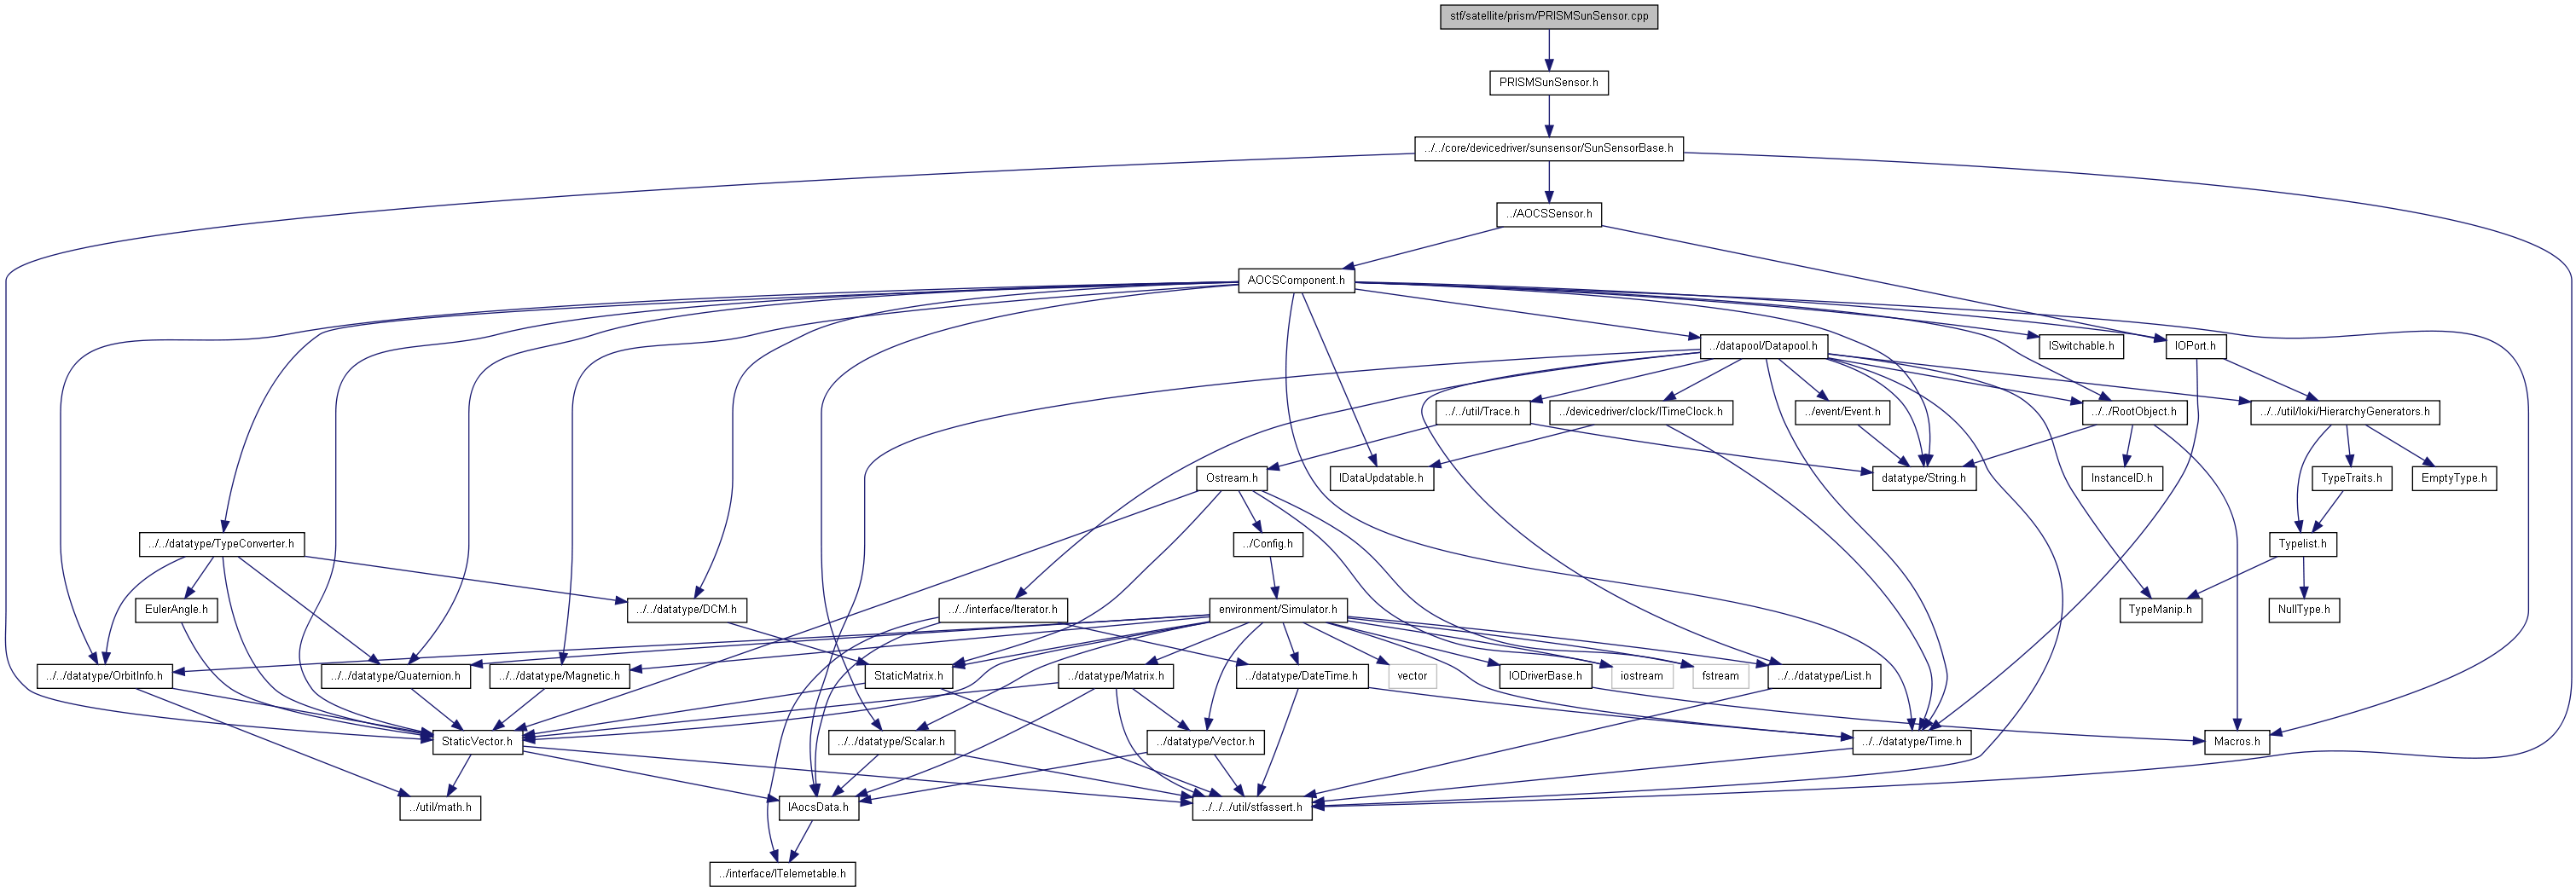 stf/satellite/prism/PRISMSunSensor.cpp
PRISMSunSensor.h
../../core/devicedriver/sunsensor/SunSensorBase.h
../AOCSSensor.h
AOCSComponent.h
../datapool/Datapool.h
ISwitchable.h
IOPort.h
../../util/Trace.h
../devicedriver/clock/ITimeClock.h
../event/Event.h
../../RootObject.h
../../util/loki/HierarchyGenerators.h
Ostream.h
IDataUpdatable.h
datatype/String.h
InstanceID.h
TypeTraits.h
EmptyType.h
../../datatype/TypeConverter.h
../Config.h
Typelist.h
EulerAngle.h
../../datatype/DCM.h
../../interface/Iterator.h
environment/Simulator.h
TypeManip.h
NullType.h
../../datatype/OrbitInfo.h
../../datatype/Quaternion.h
../../datatype/Magnetic.h
StaticMatrix.h
../datatype/Matrix.h
../datatype/DateTime.h
vector
IODriverBase.h
iostream
fstream
../../datatype/List.h
StaticVector.h
../../datatype/Scalar.h
../datatype/Vector.h
../../datatype/Time.h
Macros.h
../util/math.h
IAocsData.h
../../../util/stfassert.h
../interface/ITelemetable.h